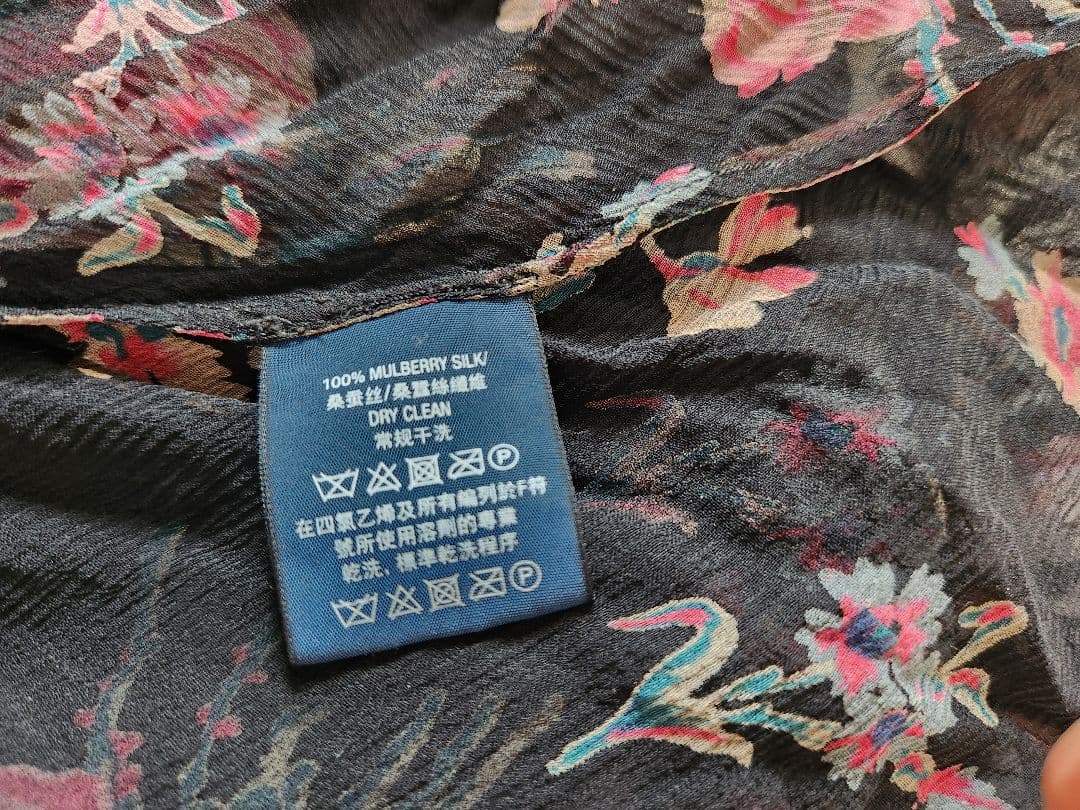 100% MULBERRY SILK/
桑蚕丝/桑蠶絲纖維
DRY CLEAN
常规干洗
P
在四氯乙烯及所有編列於F符
號所使用溶劑的專業
乾洗,標準乾洗程序
P